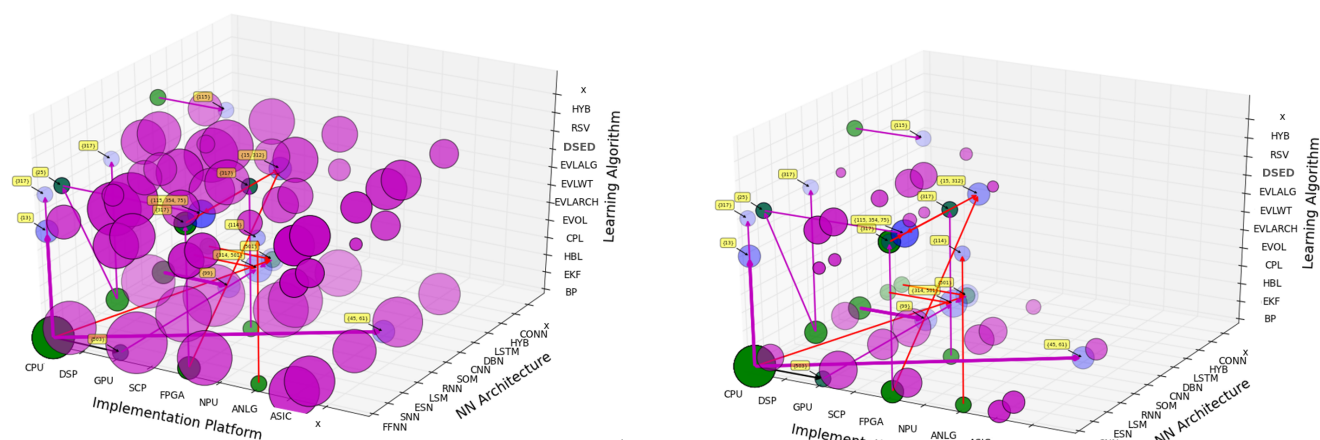 x
HYB
RSV
DSED
EVLALG
EVLWT
EVLARCH
EVOL
CPL
HBL
EKF
BP
Learning Algorithm
{115}
{317}
{25}
{317}
{13}
{15, 312}
{317}
{115, 354, 75}
{317}
{114}
{501}
{314, 501}
{99}
{503}
{45, 61}
CPU
DSP
GPU
SCP
FPGA
NPU
ANLG
ASIC
x
Implementation Platform
x
CONN
HYB
LSTM
DBN
CNN
SOM
RNN
LSM
ESN
SNN
FFNN
NN Architecture
x
HYB
RSV
DSED
EVLALG
EVLWT
EVLARCH
EVOL
CPL
HBL
EKF
BP
Learning Algorithm
{115}
{317}
{25}
{317}
{13}
{15, 312}
{317}
{115, 354, 75}
{317}
{114}
{501}
{314, 501}
{99}
{503}
{45, 61}
CPU
DSP
GPU
SCP
FPGA
NPU
ANLG
x
CONN
HYB
LSTM
DBN
CNN
SOM
RNN
LSM
ESN
NN Architecture